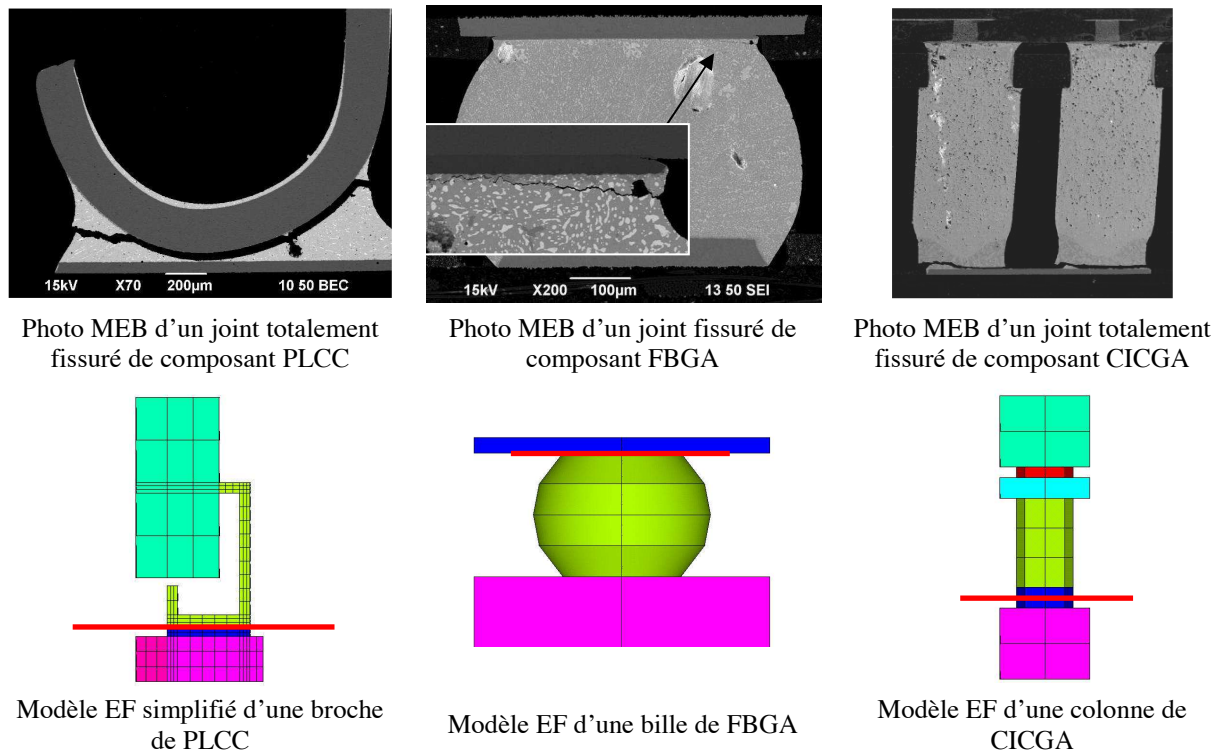 15kV X70 200µm 10 50 BEC
15kV X200 100µm 13 50 SEI
Photo MEB d'un joint totalement
fissuré de composant PLCC
Photo MEB d'un joint fissuré de
composant FBGA
Photo MEB d'un joint totalement
fissuré de composant CICGA
Modèle EF simplifié d'une broche
de PLCC
Modèle EF d'une bille de FBGA
Modèle EF d'une colonne de
CICGA